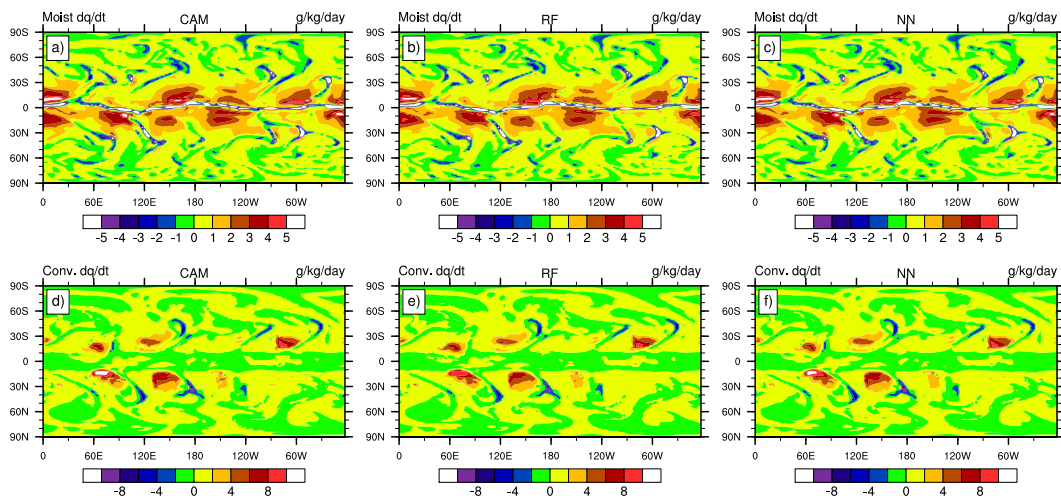 Moist dq/dt CAM g/kg/day
Moist dq/dt RF g/kg/day
Moist dq/dt NN g/kg/day
a)
b)
c)
90S 90S 90S
60S 60S 60S
30S 30S 30S
0 0 0
30N 30N 30N
60N 60N 60N
90N 90N 90N
0 60E 120E 180 120W 60W
0 60E 120E 180 120W 60W
0 60E 120E 180 120W 60W
-5 -4 -3 -2 -1 0 1 2 3 4 5
-5 -4 -3 -2 -1 0 1 2 3 4 5
-5 -4 -3 -2 -1 0 1 2 3 4 5
Conv. dq/dt CAM g/kg/day
Conv. dq/dt RF g/kg/day
Conv. dq/dt NN g/kg/day
d)
e)
f)
90S 90S 90S
60S 60S 60S
30S 30S 30S
0 0 0
30N 30N 30N
60N 60N 60N
90N 90N 90N
0 60E 120E 180 120W 60W
0 60E 120E 180 120W 60W
0 60E 120E 180 120W 60W
-8 -4 0 4 8
-8 -4 0 4 8
-8 -4 0 4 8